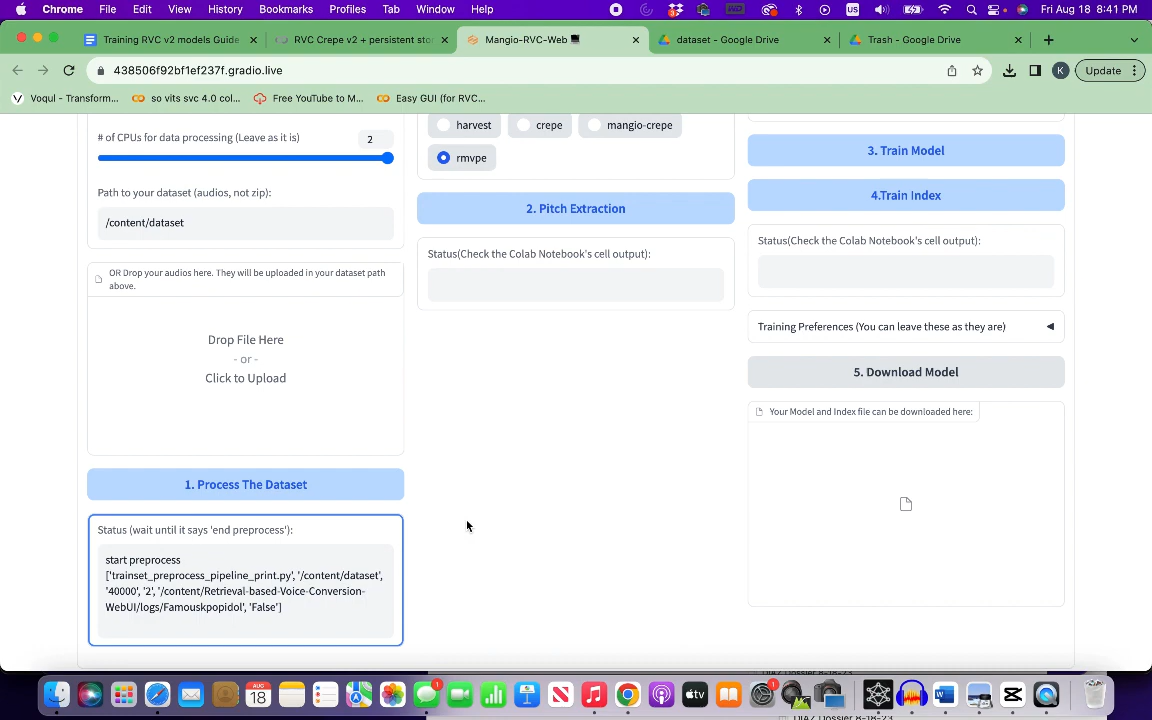 Chrome File Edit View History Bookmarks Profiles Tab Window Help US Fri Aug 18 8:41 PM
Training RVC v2 models Guide
RVC Crepe v2 + persistent stor
Mangio-RVC-Web 💻
dataset - Google Drive
Trash - Google Drive
438506f92bf1ef237f.gradio.live
K
Update
Voqul - Transform...
so vits svc 4.0 col...
Free YouTube to M...
Easy GUI (for RVC...
# of CPUs for data processing (Leave as it is)
2
Path to your dataset (audios, not zip):
/content/dataset
OR Drop your audios here. They will be uploaded in your dataset path
above.
Drop File Here
- or -
Click to Upload
1. Process The Dataset
Status (wait until it says 'end preprocess'):
start preprocess
['trainset_preprocess_pipeline_print.py', '/content/dataset',
'40000', '2', '/content/Retrieval-based-Voice-Conversion-
WebUI/logs/Famouskpopidol', 'False']
harvest
crepe
mangio-crepe
rmvpe
2. Pitch Extraction
Status(Check the Colab Notebook's cell output):
3. Train Model
4.Train Index
Status(Check the Colab Notebook's cell output):
Training Preferences (You can leave these as they are)
5. Download Model
Your Model and Index file can be downloaded here:
AUG
18
1
tv
1
W